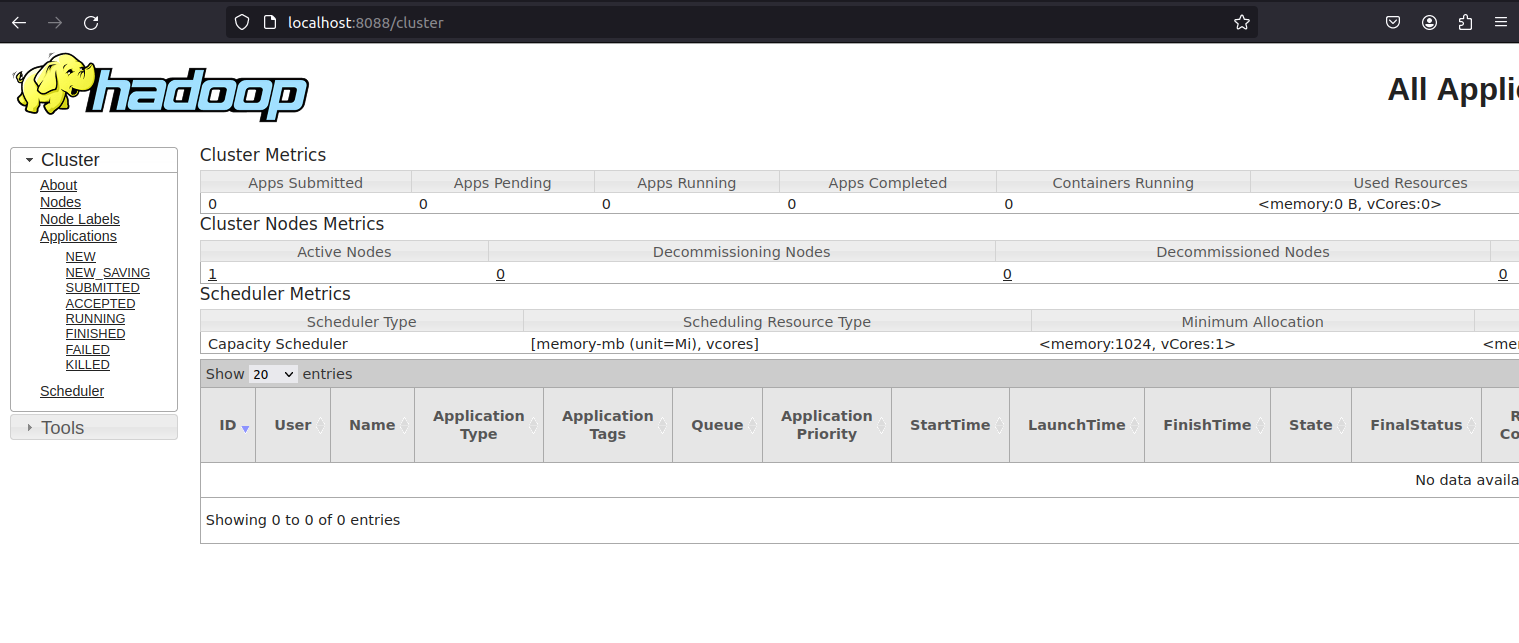 localhost:8088/cluster
hadoop
All Appli
Cluster
About
Nodes
Node Labels
Applications
NEW
NEW_SAVING
SUBMITTED
ACCEPTED
RUNNING
FINISHED
FAILED
KILLED
Scheduler
Tools
Cluster Metrics
Apps Submitted Apps Pending Apps Running Apps Completed Containers Running Used Resources
0 0 0 0 0 <memory:0 B, vCores:0>
Cluster Nodes Metrics
Active Nodes Decommissioning Nodes Decommissioned Nodes
1 0 0 0
Scheduler Metrics
Scheduler Type Scheduling Resource Type Minimum Allocation
Capacity Scheduler [memory-mb (unit=Mi), vcores] <memory:1024, vCores:1> <mem
Show 20 entries
ID User Name Application Type Application Tags Queue Application Priority StartTime LaunchTime FinishTime State FinalStatus R Co
No data availa
Showing 0 to 0 of 0 entries